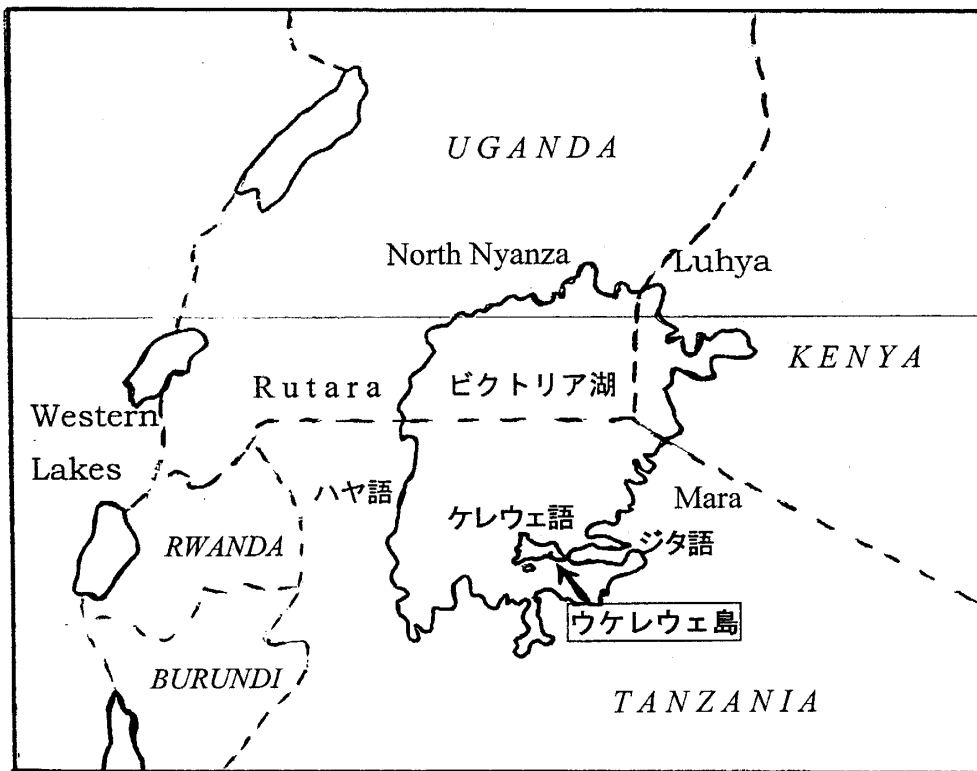 UGANDA
North Nyanza
Luhya
KENYA
Rutara
ビクトリア湖
Western
Lakes
ハヤ語
Mara
ケレウェ語
ジタ語
RWANDA
ウケレウェ島
BURUNDI
TANZANIA